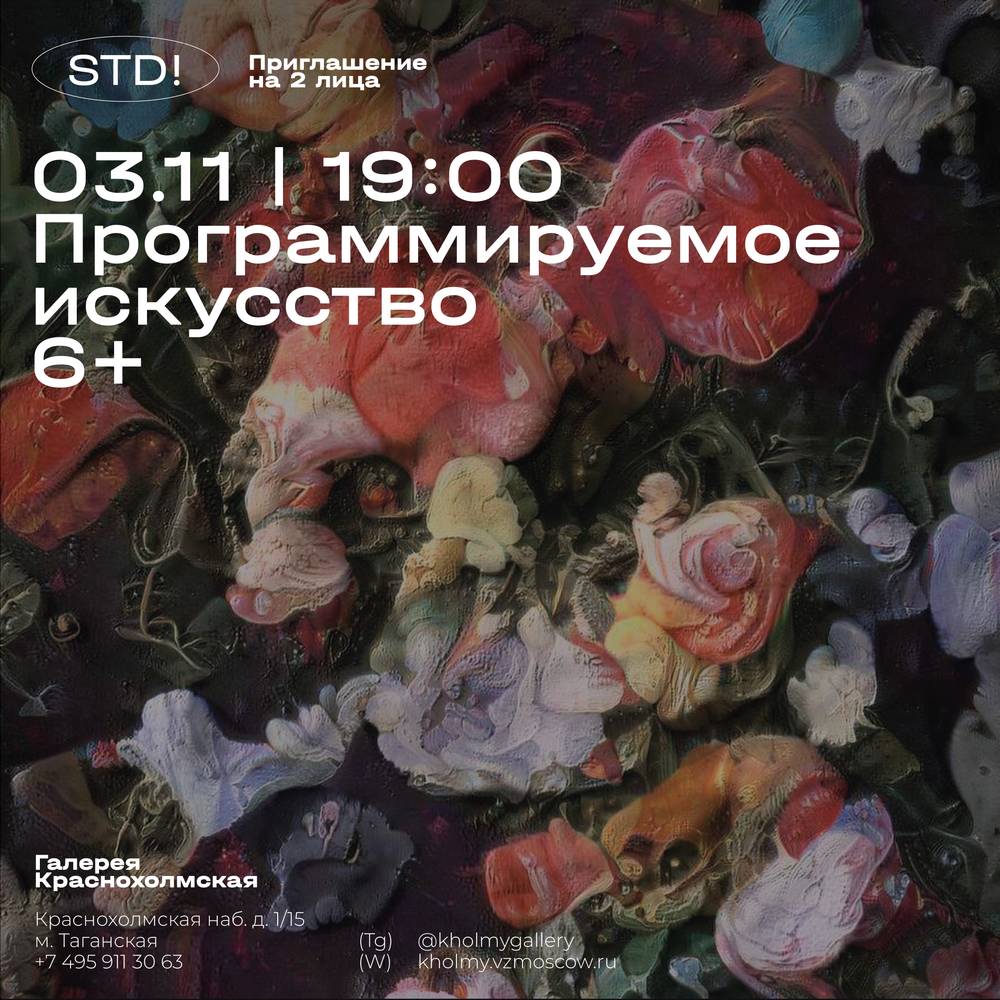 STD!
Приглашение
на 2 лица
03.11 | 19:00
Программируемое
искусство
6+
Галерея
Краснохолмская
Краснохолмская наб. д. 1/15
м. Таганская
+7 495 911 30 63
(Tg) @kholmygallery
(W) kholmy.vzmoscow.ru